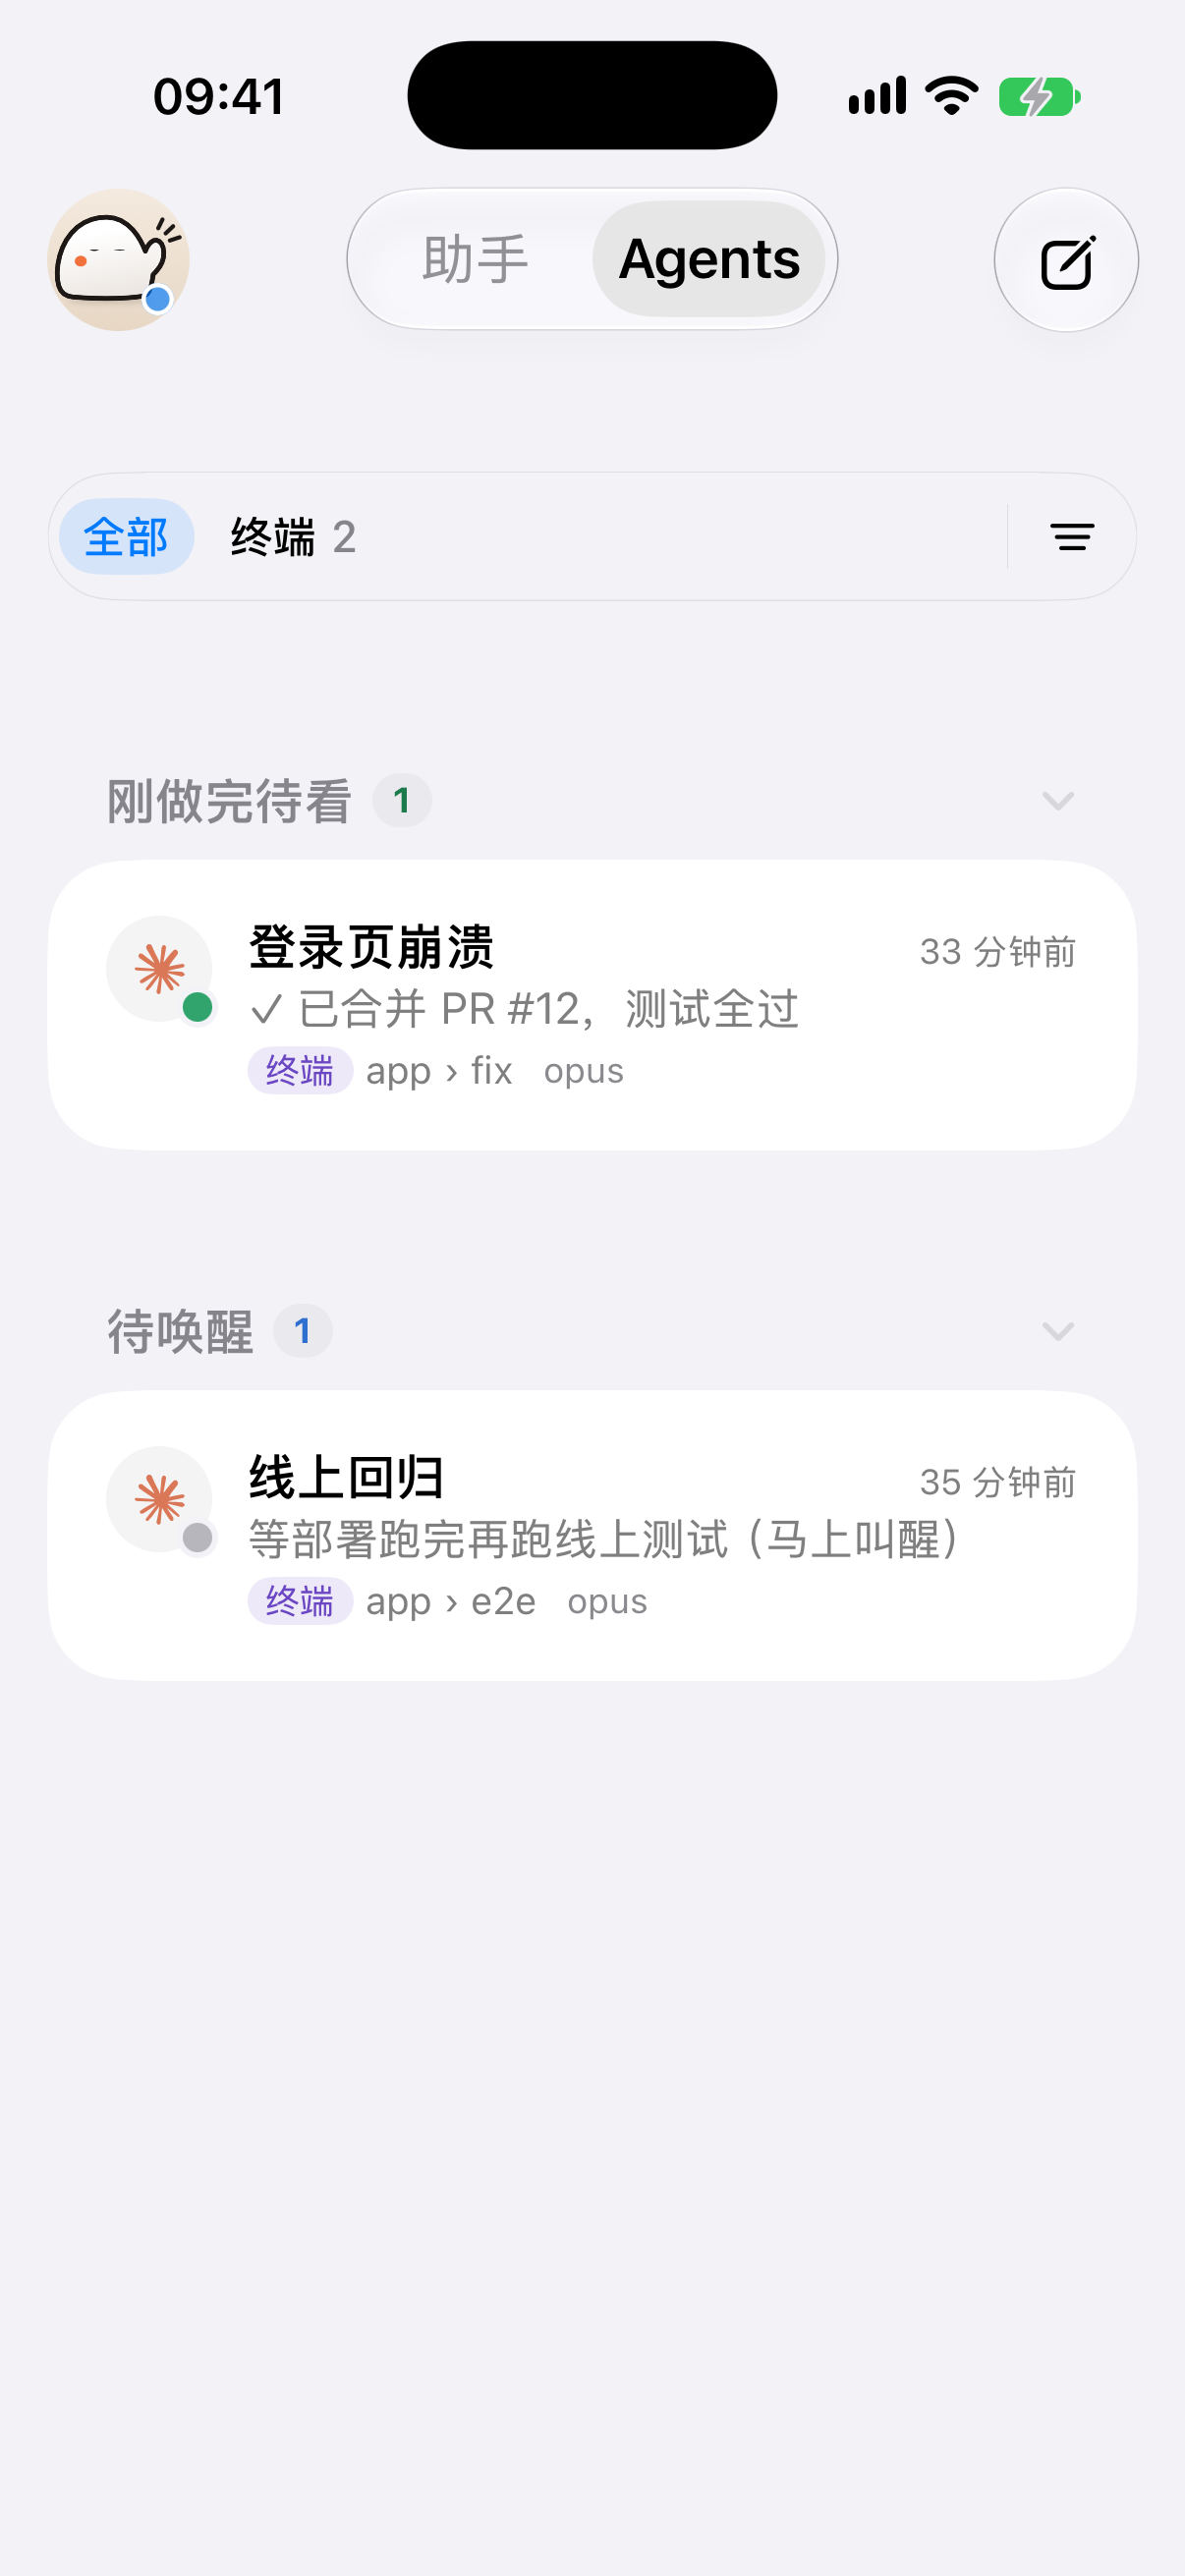 09:41
助手 Agents
全部 终端 2
刚做完待看 1
登录页崩溃 33 分钟前
✓ 已合并 PR #12，测试全过
终端 app › fix opus
待唤醒 1
线上回归 35 分钟前
等部署跑完再跑线上测试（马上叫醒）
终端 app › e2e opus